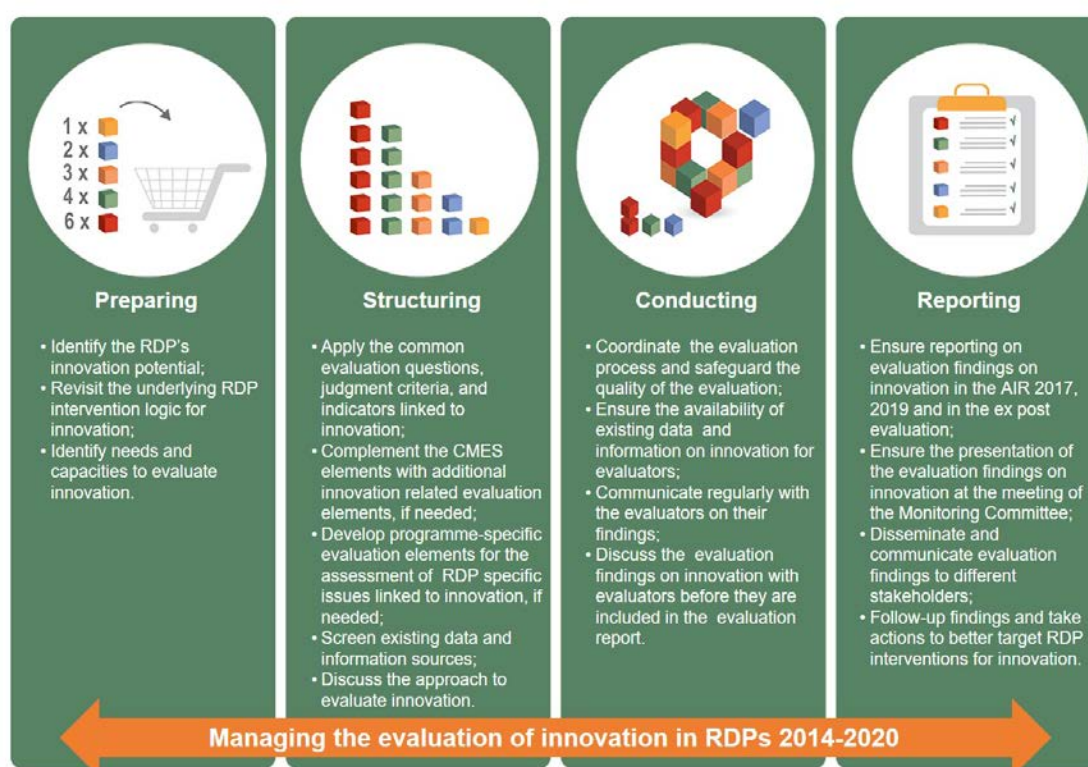 1 x
2 x
3 x
4 x
6 x
Preparing
• Identify the RDP's
innovation potential;
• Revisit the underlying RDP
intervention logic for
innovation;
• Identify needs and
capacities to evaluate
innovation.
Structuring
• Apply the common
evaluation questions,
judgment criteria, and
indicators linked to
innovation;
• Complement the CMES
elements with additional
innovation related evaluation
elements, if needed;
• Develop programme-specific
evaluation elements for the
assessment of RDP specific
issues linked to innovation, if
needed;
• Screen existing data and
information sources;
• Discuss the approach to
evaluate innovation.
Conducting
• Coordinate the evaluation
process and safeguard the
quality of the evaluation;
• Ensure the availability of
existing data and
information on innovation for
evaluators;
• Communicate regularly with
the evaluators on their
findings;
• Discuss the evaluation
findings on innovation with
evaluators before they are
included in the evaluation
report.
Reporting
• Ensure reporting on
evaluation findings on
innovation in the AIR 2017,
2019 and in the ex post
evaluation;
• Ensure the presentation of
the evaluation findings on
innovation at the meeting of
the Monitoring Committee;
• Disseminate and
communicate evaluation
findings to different
stakeholders;
• Follow-up findings and take
actions to better target RDP
interventions for innovation.
Managing the evaluation of innovation in RDPs 2014-2020